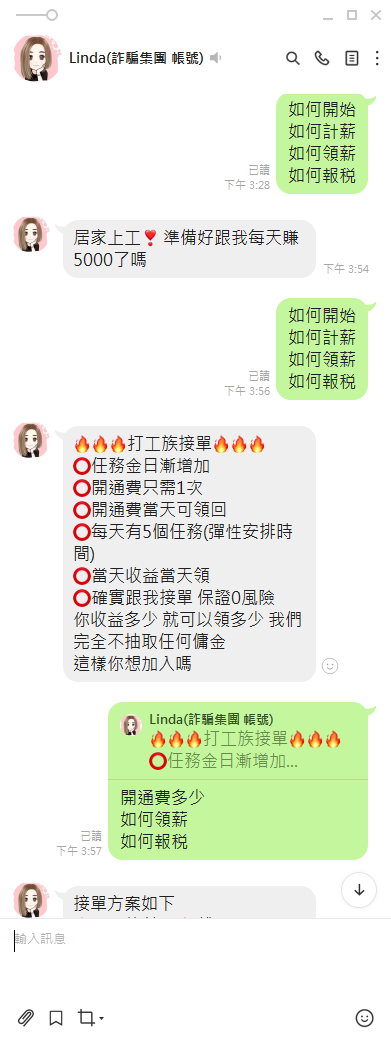 Linda(詐騙集團 帳號)
如何開始
如何計薪
如何領薪
如何報稅
已讀
下午 3:28
居家上工❣️ 準備好跟我每天賺
5000了嗎
下午 3:54
如何開始
如何計薪
如何領薪
如何報稅
已讀
下午 3:56
🔥🔥🔥打工族接單🔥🔥🔥
⭕任務金日漸增加
⭕開通費只需1次
⭕開通費當天可領回
⭕每天有5個任務(彈性安排時
間)
⭕當天收益當天領
⭕確實跟我接單 保證0風險
你收益多少 就可以領多少 我們
完全不抽取任何傭金
這樣你想加入嗎
Linda(詐騙集團 帳號)
🔥🔥🔥打工族接單🔥🔥🔥
⭕任務金日漸增加...
開通費多少
如何領薪
如何報稅
已讀
下午 3:57
接單方案如下
輸入訊息